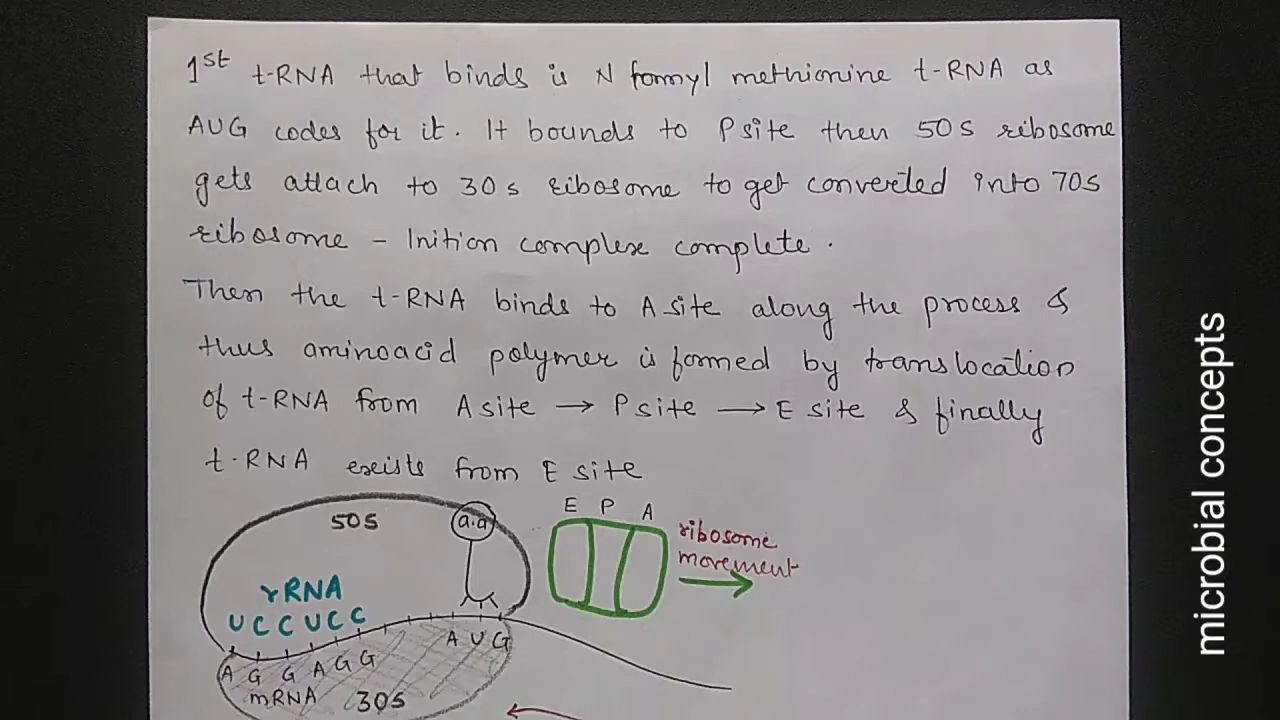 1st t-RNA that binds is N formyl methionine t-RNA as
AUG codes for it. It bounds to P site then 50S ribosome
gets attach to 30s ribosome to get converted into 70s
ribosome - Inition complex complete.
Then the t-RNA binds to A site along the process &
thus aminoacid polymer is formed by translocation
of t-RNA from A site → P site → E site & finally
t-RNA exists from E site
E P A
50S
a.a
ribosome
movement
rRNA
UCCUCC
AUG
AGGAGG
mRNA 30S
microbial concepts